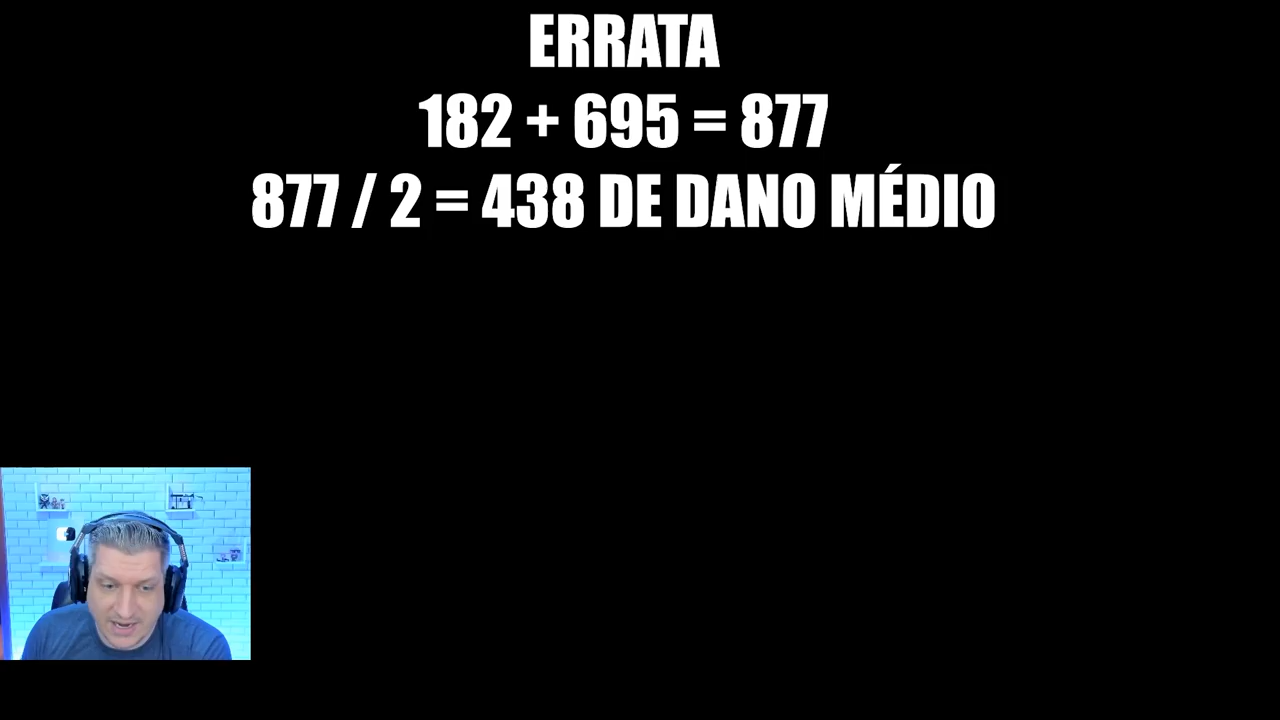 ERRATA
182 + 695 = 877
877 / 2 = 438 DE DANO MÉDIO